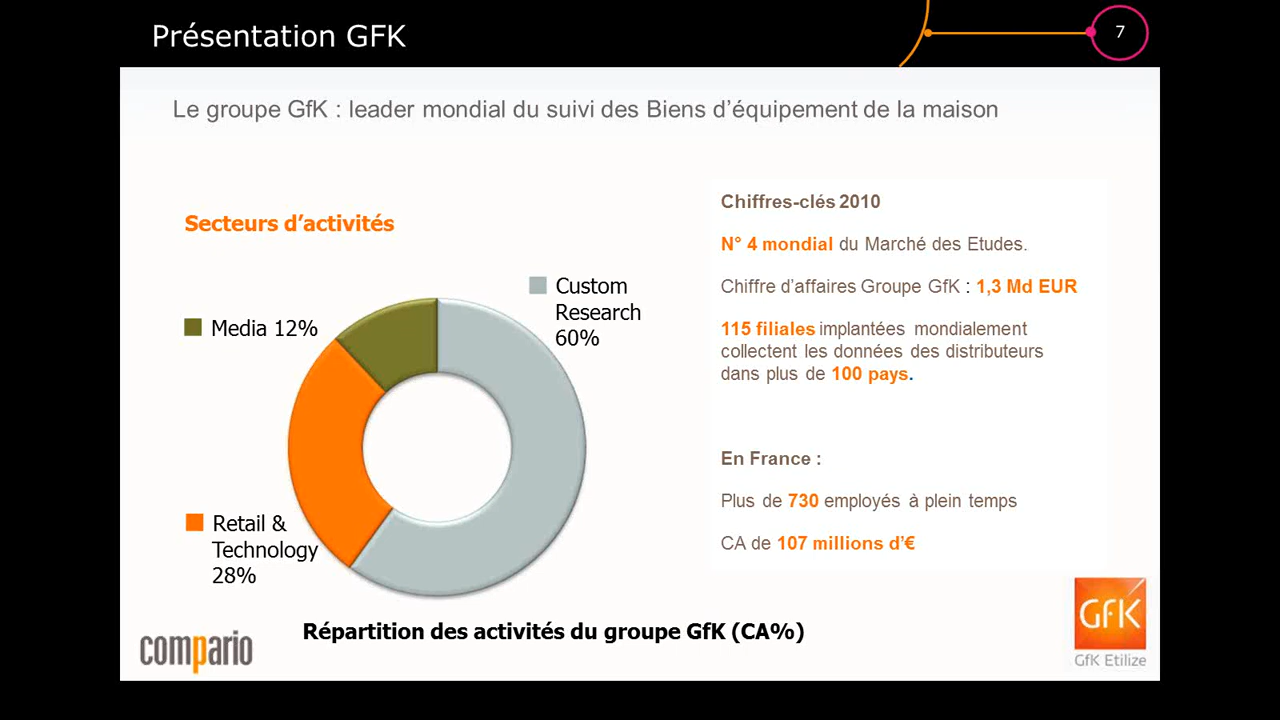 Présentation GFK
7
Le groupe GfK : leader mondial du suivi des Biens d’équipement de la maison
Secteurs d’activités
Custom
Research
60%
Media 12%
Retail &
Technology
28%
Répartition des activités du groupe GfK (CA%)
Chiffres-clés 2010
N° 4 mondial du Marché des Etudes.
Chiffre d’affaires Groupe GfK : 1,3 Md EUR
115 filiales implantées mondialement
collectent les données des distributeurs
dans plus de 100 pays.
En France :
Plus de 730 employés à plein temps
CA de 107 millions d’€
compario
GfK
GfK Etilize